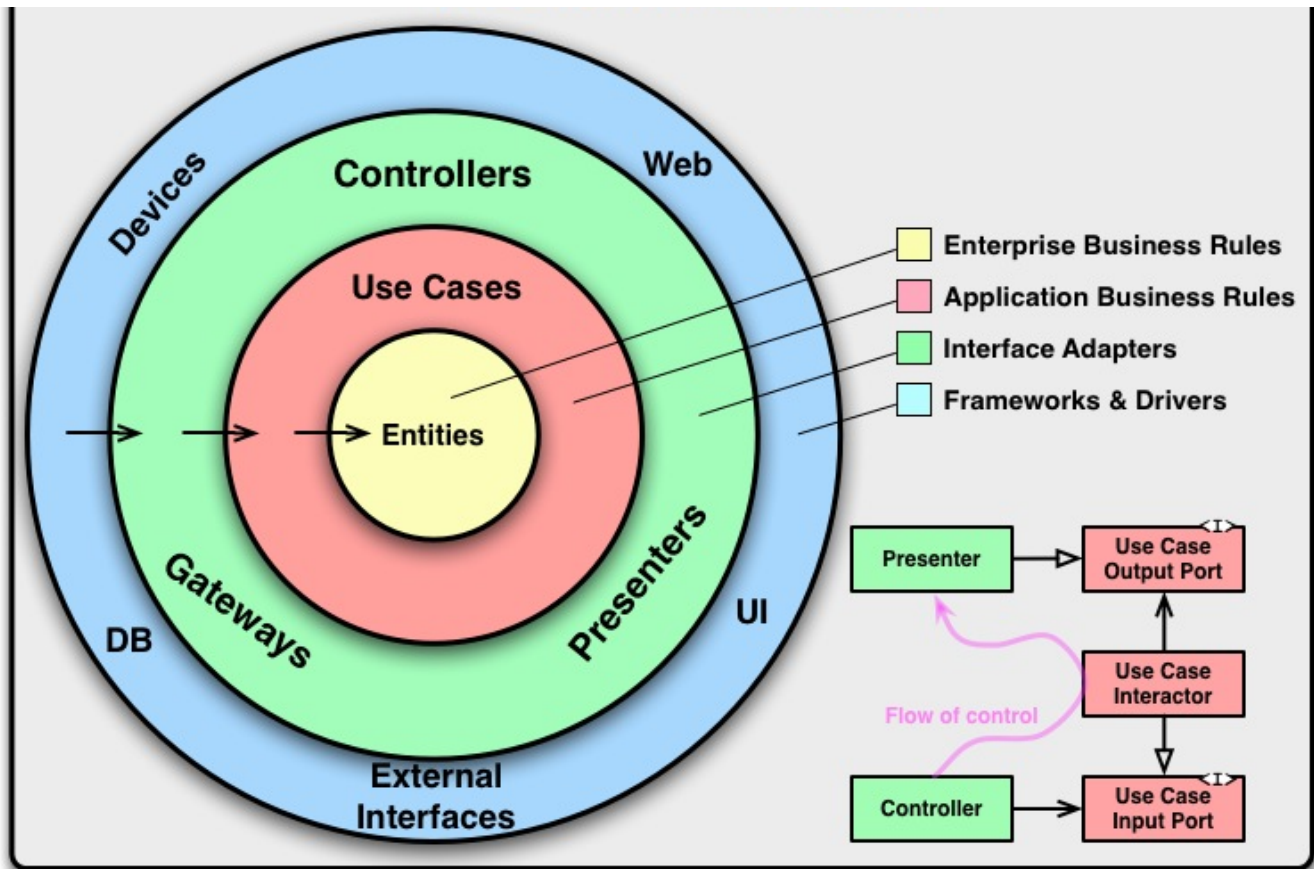 Devices
Web
Controllers
Use Cases
Entities
Gateways
Presenters
DB
UI
External
Interfaces
Enterprise Business Rules
Application Business Rules
Interface Adapters
Frameworks & Drivers
Presenter
<I>
Use Case
Output Port
Use Case
Interactor
Flow of control
Controller
<I>
Use Case
Input Port